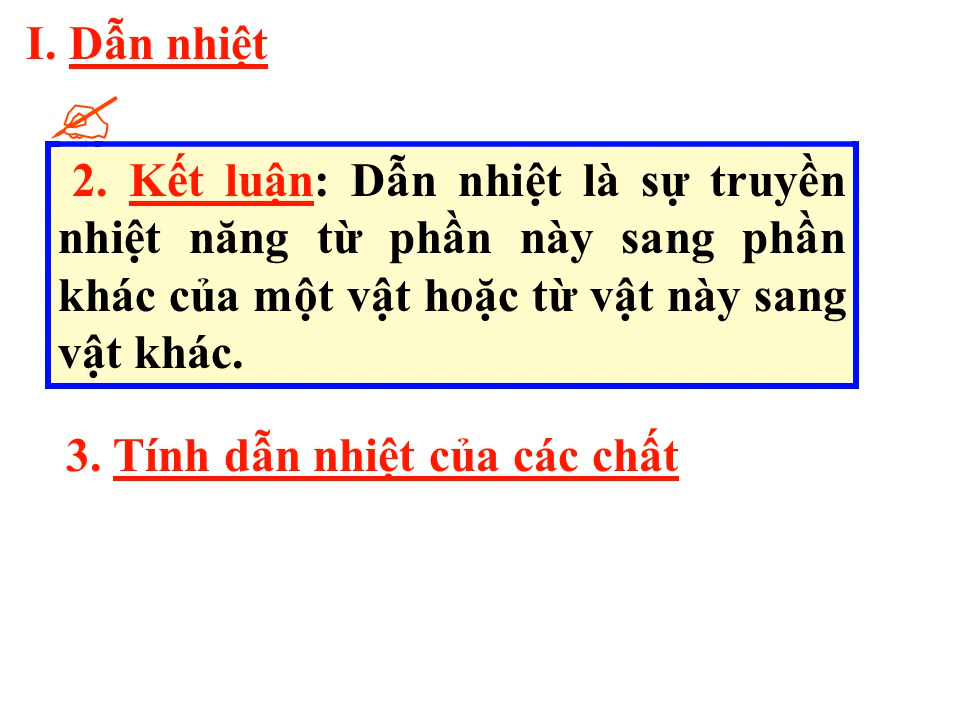 I. Dẫn nhiệt
2. Kết luận: Dẫn nhiệt là sự truyền
nhiệt năng từ phần này sang phần
khác của một vật hoặc từ vật này sang
vật khác.
3. Tính dẫn nhiệt của các chất